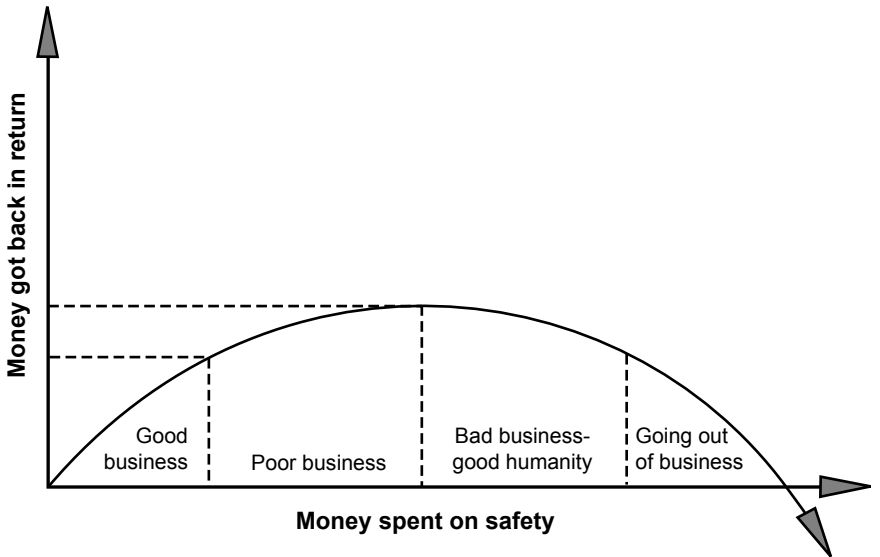 Money got back in return
Good
business
Poor business
Bad business-
good humanity
Going out
of business
Money spent on safety